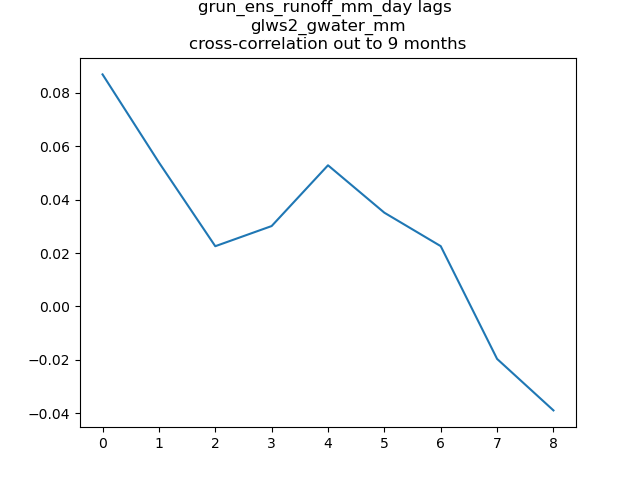 grun_ens_runoff_mm_day lags
glws2_gwater_mm
cross-correlation out to 9 months
0.08
0.06
0.04
0.02
0.00
−0.02
−0.04
0 1 2 3 4 5 6 7 8